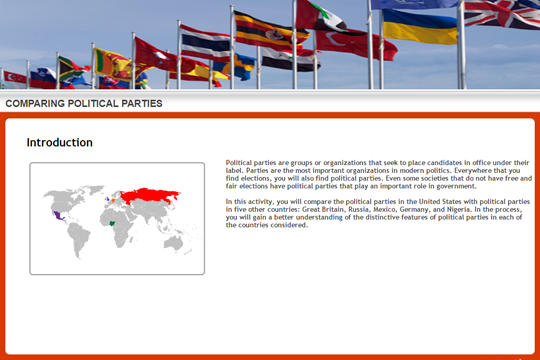 COMPARING POLITICAL PARTIES
Introduction
Political parties are groups or organizations that seek to place candidates in office under their
label. Parties are the most important organizations in modern politics. Everywhere that you
find elections, you will also find political parties. Even some societies that do not have free and
fair elections have political parties that play an important role in government.
In this activity, you will compare the political parties in the United States with political parties
in five other countries: Great Britain, Russia, Mexico, Germany, and Nigeria. In the process,
you will gain a better understanding of the distinctive features of political parties in each of
the countries considered.